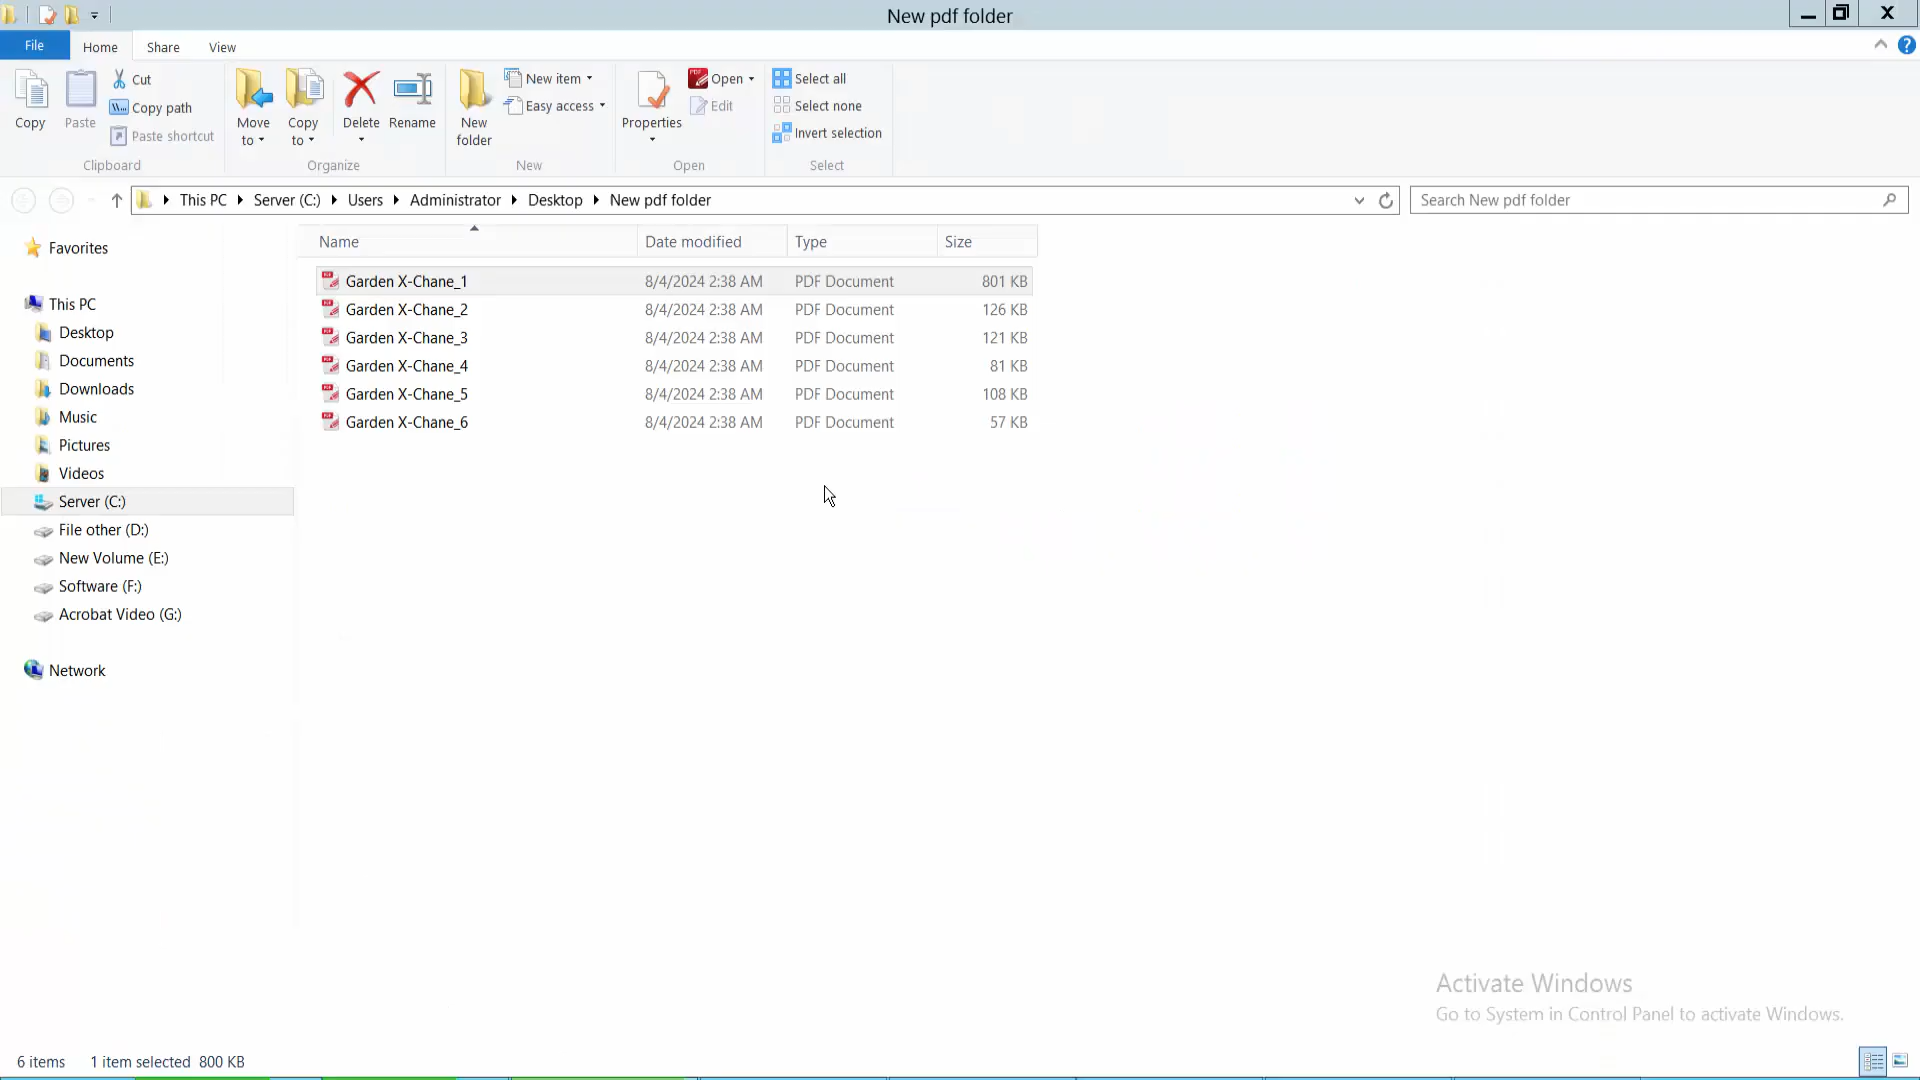 New pdf folder
File Home Share View
Copy
Paste
Cut
Copy path
Paste shortcut
Clipboard
Move to
Copy to
Delete
Rename
Organize
New folder
New item
Easy access
New
Properties
Open
Edit
Open
Select all
Select none
Invert selection
Select
This PC Server (C:) Users Administrator Desktop New pdf folder
Search New pdf folder
Favorites
This PC
Desktop
Documents
Downloads
Music
Pictures
Videos
Server (C:)
File other (D:)
New Volume (E:)
Software (F:)
Acrobat Video (G:)
Network
Name Date modified Type Size
Garden X-Chane_1 8/4/2024 2:38 AM PDF Document 801 KB
Garden X-Chane_2 8/4/2024 2:38 AM PDF Document 126 KB
Garden X-Chane_3 8/4/2024 2:38 AM PDF Document 121 KB
Garden X-Chane_4 8/4/2024 2:38 AM PDF Document 81 KB
Garden X-Chane_5 8/4/2024 2:38 AM PDF Document 108 KB
Garden X-Chane_6 8/4/2024 2:38 AM PDF Document 57 KB
Activate Windows
Go to System in Control Panel to activate Windows.
6 items 1 item selected 800 KB